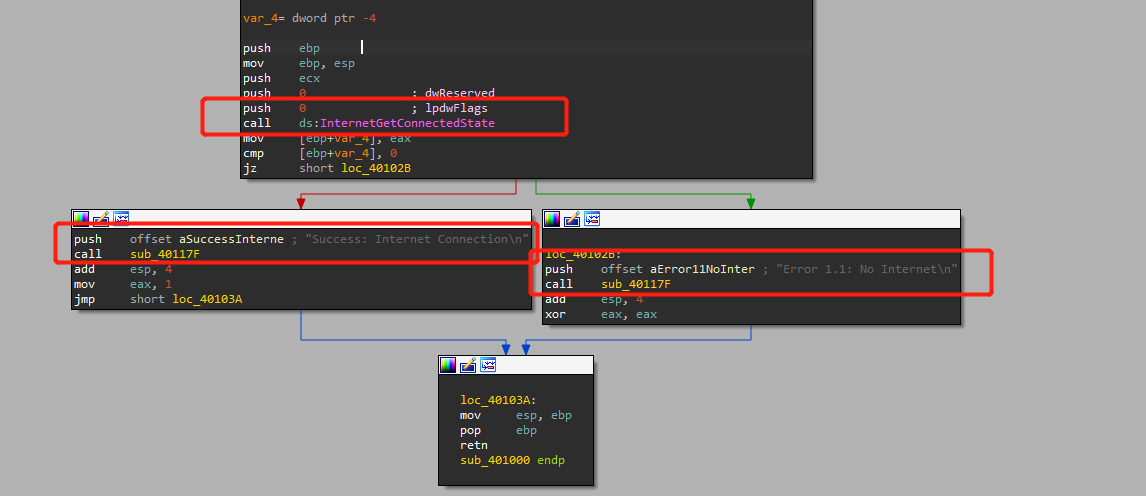 var_4= dword ptr -4
push ebp
mov ebp, esp
push ecx
push 0 ; dwReserved
push 0 ; lpdwFlags
call ds:InternetGetConnectedState
mov [ebp+var_4], eax
cmp [ebp+var_4], 0
jz short loc_40102B
push offset aSuccessInterne ; "Success: Internet Connection\n"
call sub_40117F
add esp, 4
mov eax, 1
jmp short loc_40103A
loc_40102B:
push offset aError11NoInter ; "Error 1.1: No Internet\n"
call sub_40117F
add esp, 4
xor eax, eax
loc_40103A:
mov esp, ebp
pop ebp
retn
sub_401000 endp